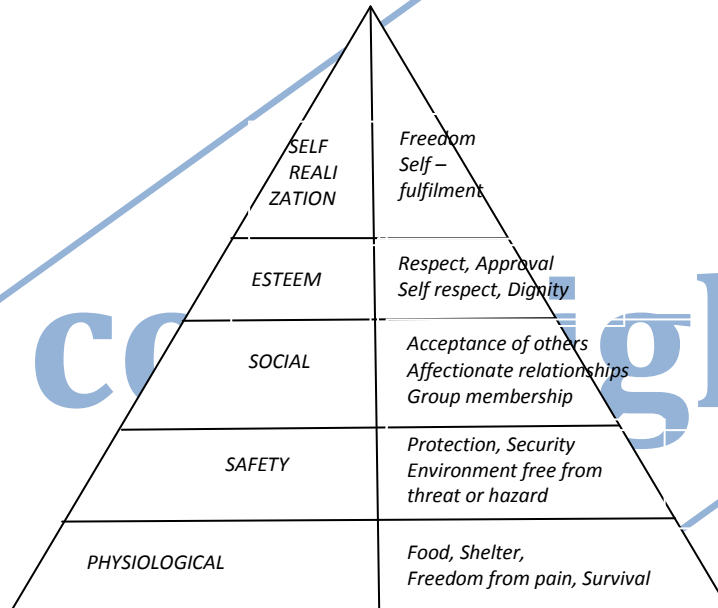 SELF
REALI
ZATION
Freedom
Self –
fulfilment
ESTEEM
Respect, Approval
Self respect, Dignity
SOCIAL
Acceptance of others
Affectionate relationships
Group membership
SAFETY
Protection, Security
Environment free from
threat or hazard
PHYSIOLOGICAL
Food, Shelter,
Freedom from pain, Survival